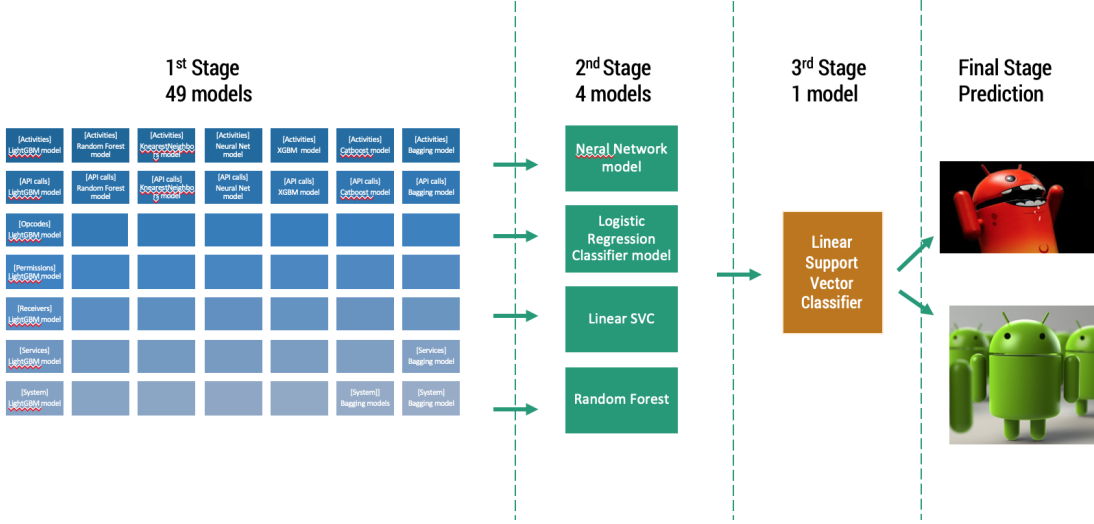 1st Stage
49 models
2nd Stage
4 models
3rd Stage
1 model
Final Stage
Prediction
[Activities]
LightGBM model
[Activities]
Random Forest
model
[Activities]
KnearestNeighbo
rs model
[Activities]
Neural Net
model
[Activities]
XGBM model
[Activities]
Catboost model
[Activities]
Bagging model
[API calls]
LightGBM model
[API calls]
Random Forest
model
[API calls]
KnearestNeighbo
rs model
[API calls]
Neural Net
model
[API calls]
XGBM model
[API calls]
Catboost model
[API calls]
Bagging model
[Opcodes]
LightGBM model
[Permissions]
LightGBM model
[Receivers]
LightGBM model
[Services]
LightGBM model
[Services]
Bagging model
[System]
LightGBM model
[System]]
Bagging models
[System]
Bagging model
Neral Network
model
Logistic
Regression
Classifier model
Linear SVC
Random Forest
Linear
Support
Vector
Classifier